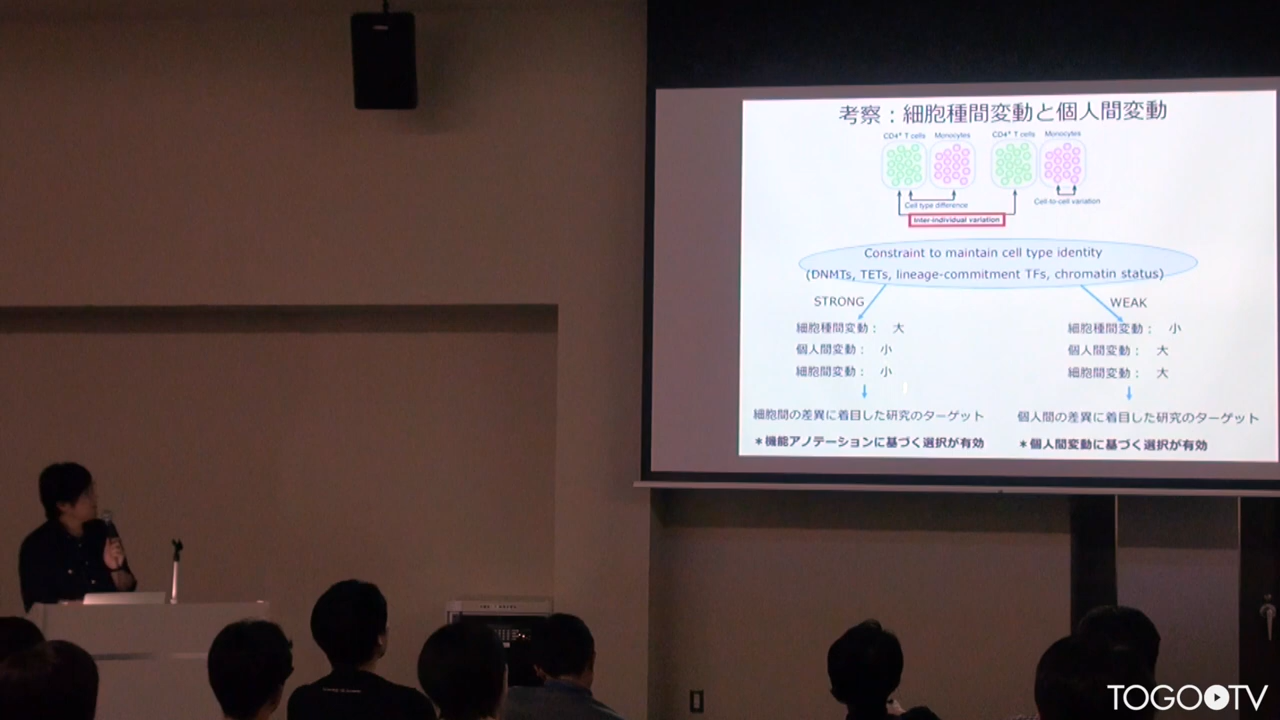 考察：細胞種間変動と個人間変動
CD4⁺ T cells Monocytes CD4⁺ T cells Monocytes
Cell type difference
Cell-to-cell variation
Inter-individual variation
Constraint to maintain cell type identity
(DNMTs, TETs, lineage-commitment TFs, chromatin status)
STRONG
WEAK
細胞種間変動： 大
個人間変動： 小
細胞間変動： 小
細胞間の差異に着目した研究のターゲット
＊機能アノテーションに基づく選択が有効
細胞種間変動： 小
個人間変動： 大
細胞間変動： 大
個人間の差異に着目した研究のターゲット
＊個人間変動に基づく選択が有効
TOGO TV